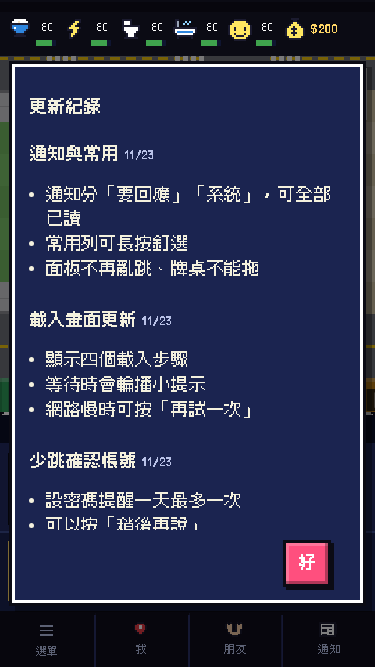 80 80 80 80 80 $200
更新紀錄
通知與常用 11/23
• 通知分「要回應」「系統」，可全部
已讀
• 常用列可長按釘選
• 面板不再亂跳、牌桌不能拖
載入畫面更新 11/23
• 顯示四個載入步驟
• 等待時會輪播小提示
• 網路慢時可按「再試一次」
少跳確認帳號 11/23
• 設密碼提醒一天最多一次
• 可以按「稍後再說」
好
選單 我 朋友 通知